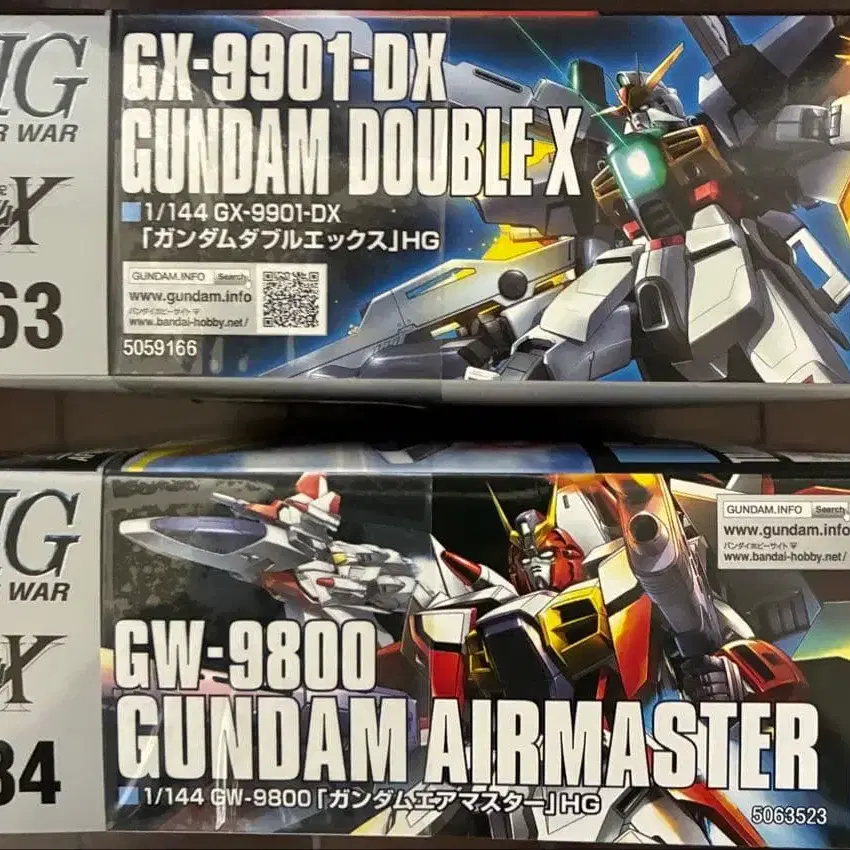 HG
R WAR
X
63
GX-9901-DX
GUNDAM DOUBLE X
1/144 GX-9901-DX
「ガンダムダブルエックス」HG
GUNDAM.INFO Search
www.gundam.info
バンダイホビーサイト
www.bandai-hobby.net/
5059166
HG
WAR
X
84
GUNDAM.INFO Search
www.gundam.info
バンダイホビーサイト
www.bandai-hobby.net/
GW-9800
GUNDAM AIRMASTER
1/144 GW-9800「ガンダムエアマスター」HG
5063523